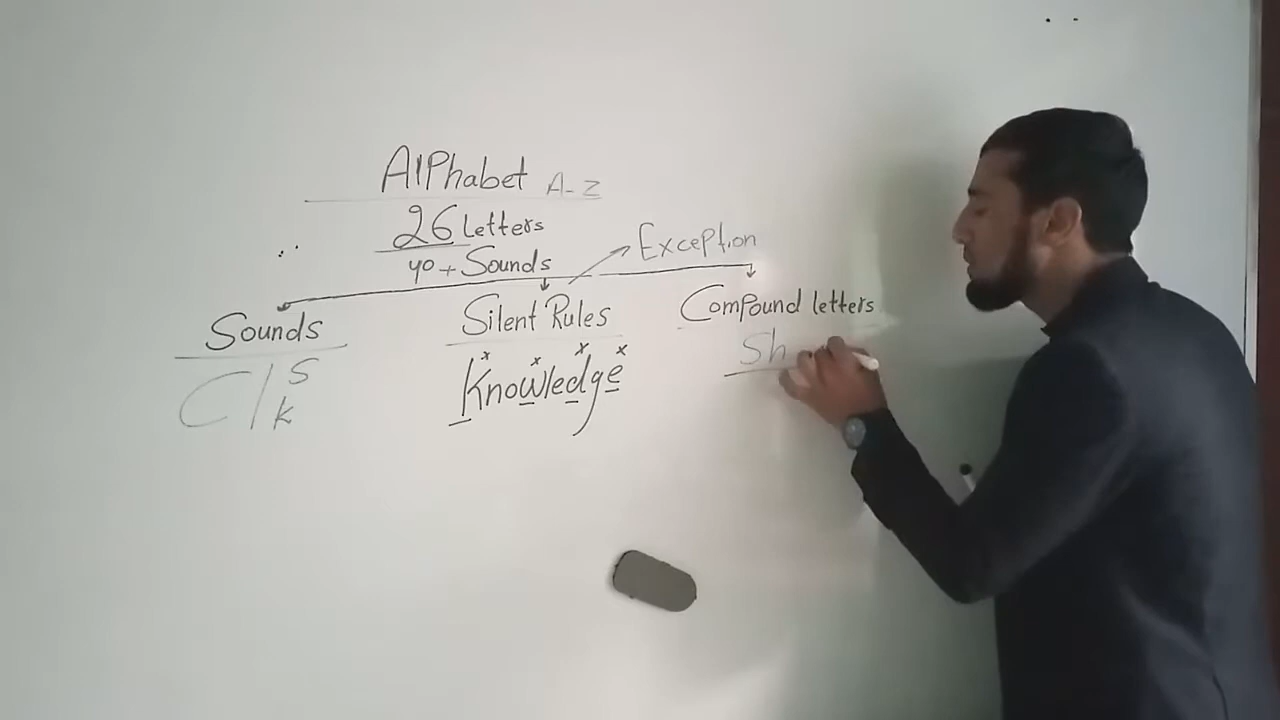 AlPhabet A-Z
26 Letters
40+ Sounds
Exception
Sounds
C/ S
K
Silent Rules
x x x x
Knowledge
Compound letters
Sh